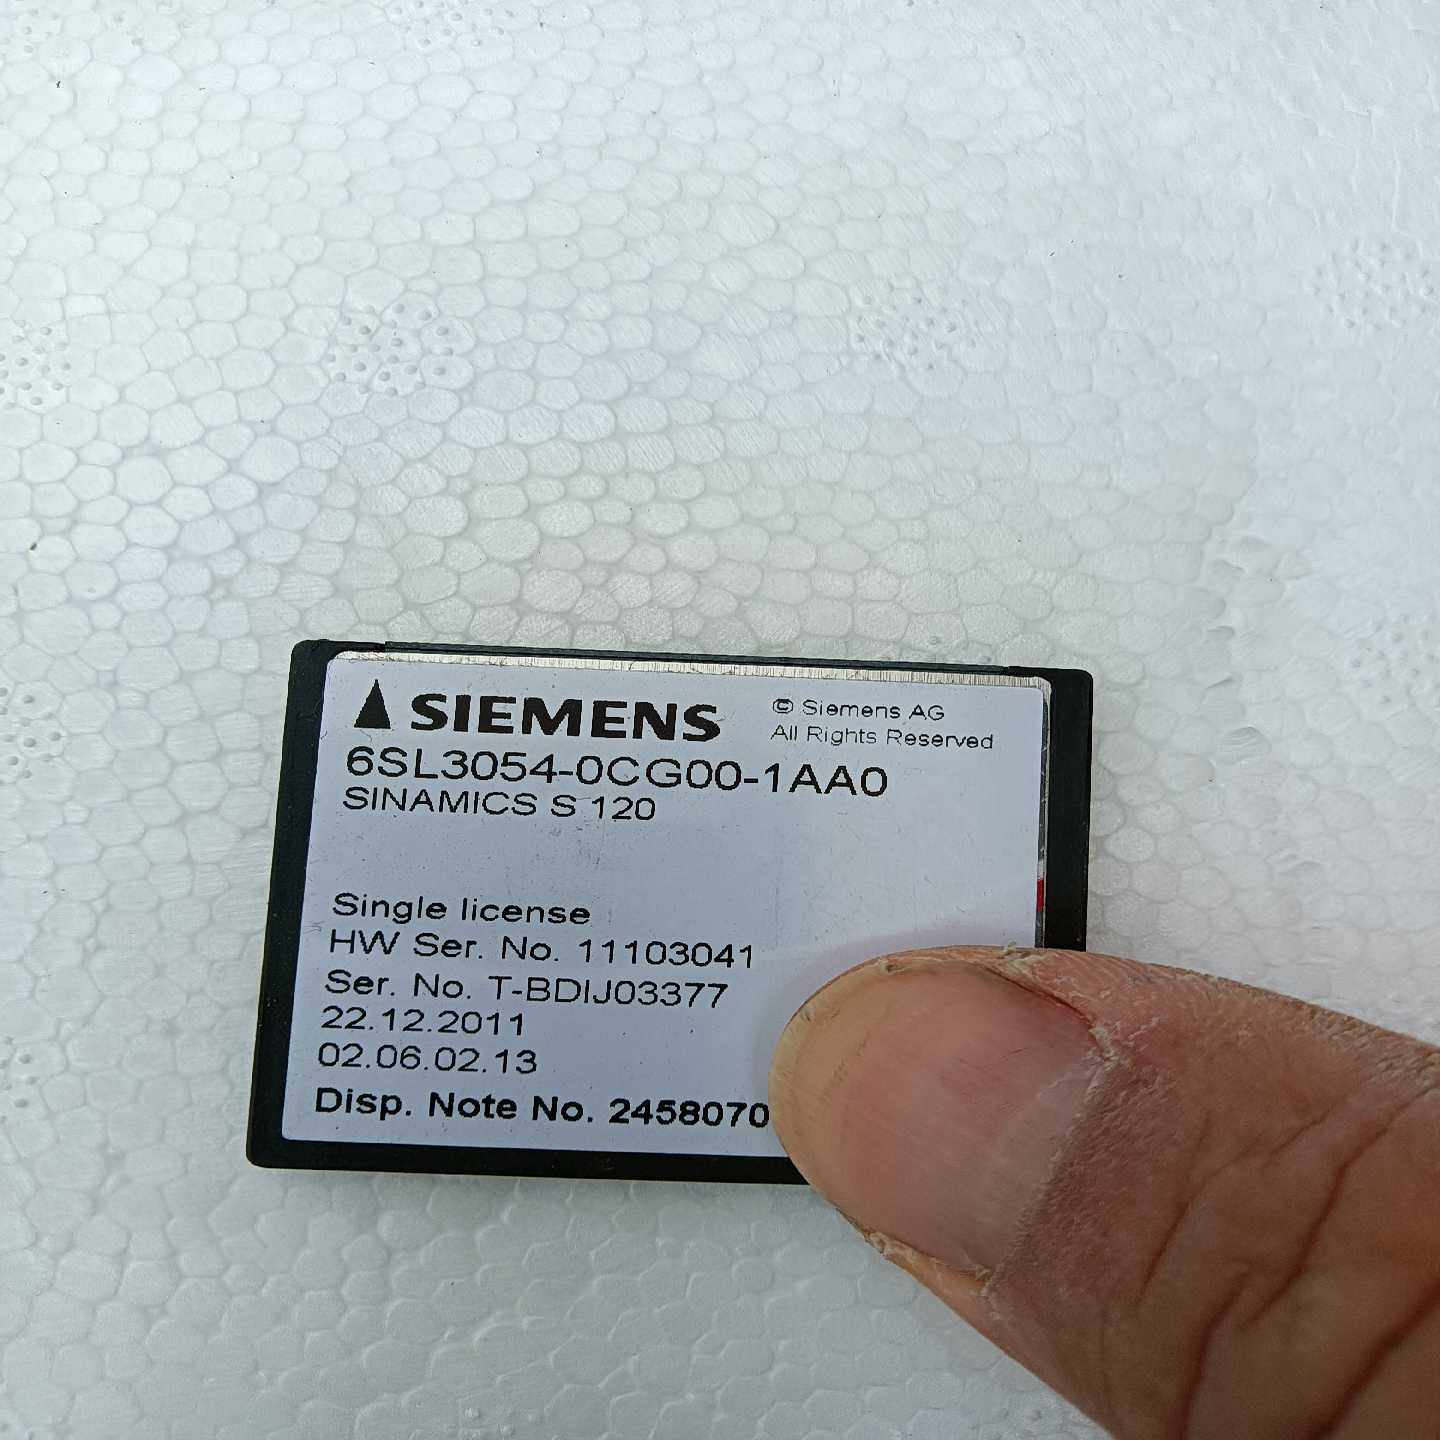 SIEMENS
© Siemens AG
All Rights Reserved
6SL3054-0CG00-1AA0
SINAMICS S 120
Single license
HW Ser. No. 11103041
Ser. No. T-BDIJ03377
22.12.2011
02.06.02.13
Disp. Note No. 2458070